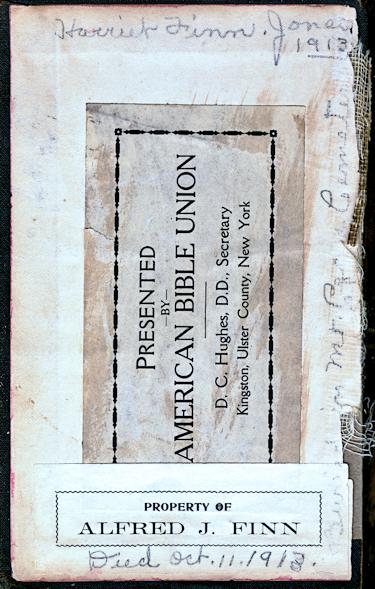 Harriet Finn. Jones
1913
PRESENTED
—BY—
AMERICAN BIBLE UNION
D. C. Hughes, D.D., Secretary
Kingston, Ulster County, New York
PROPERTY OF
ALFRED J. FINN
Died Oct. 11. 1913.
in